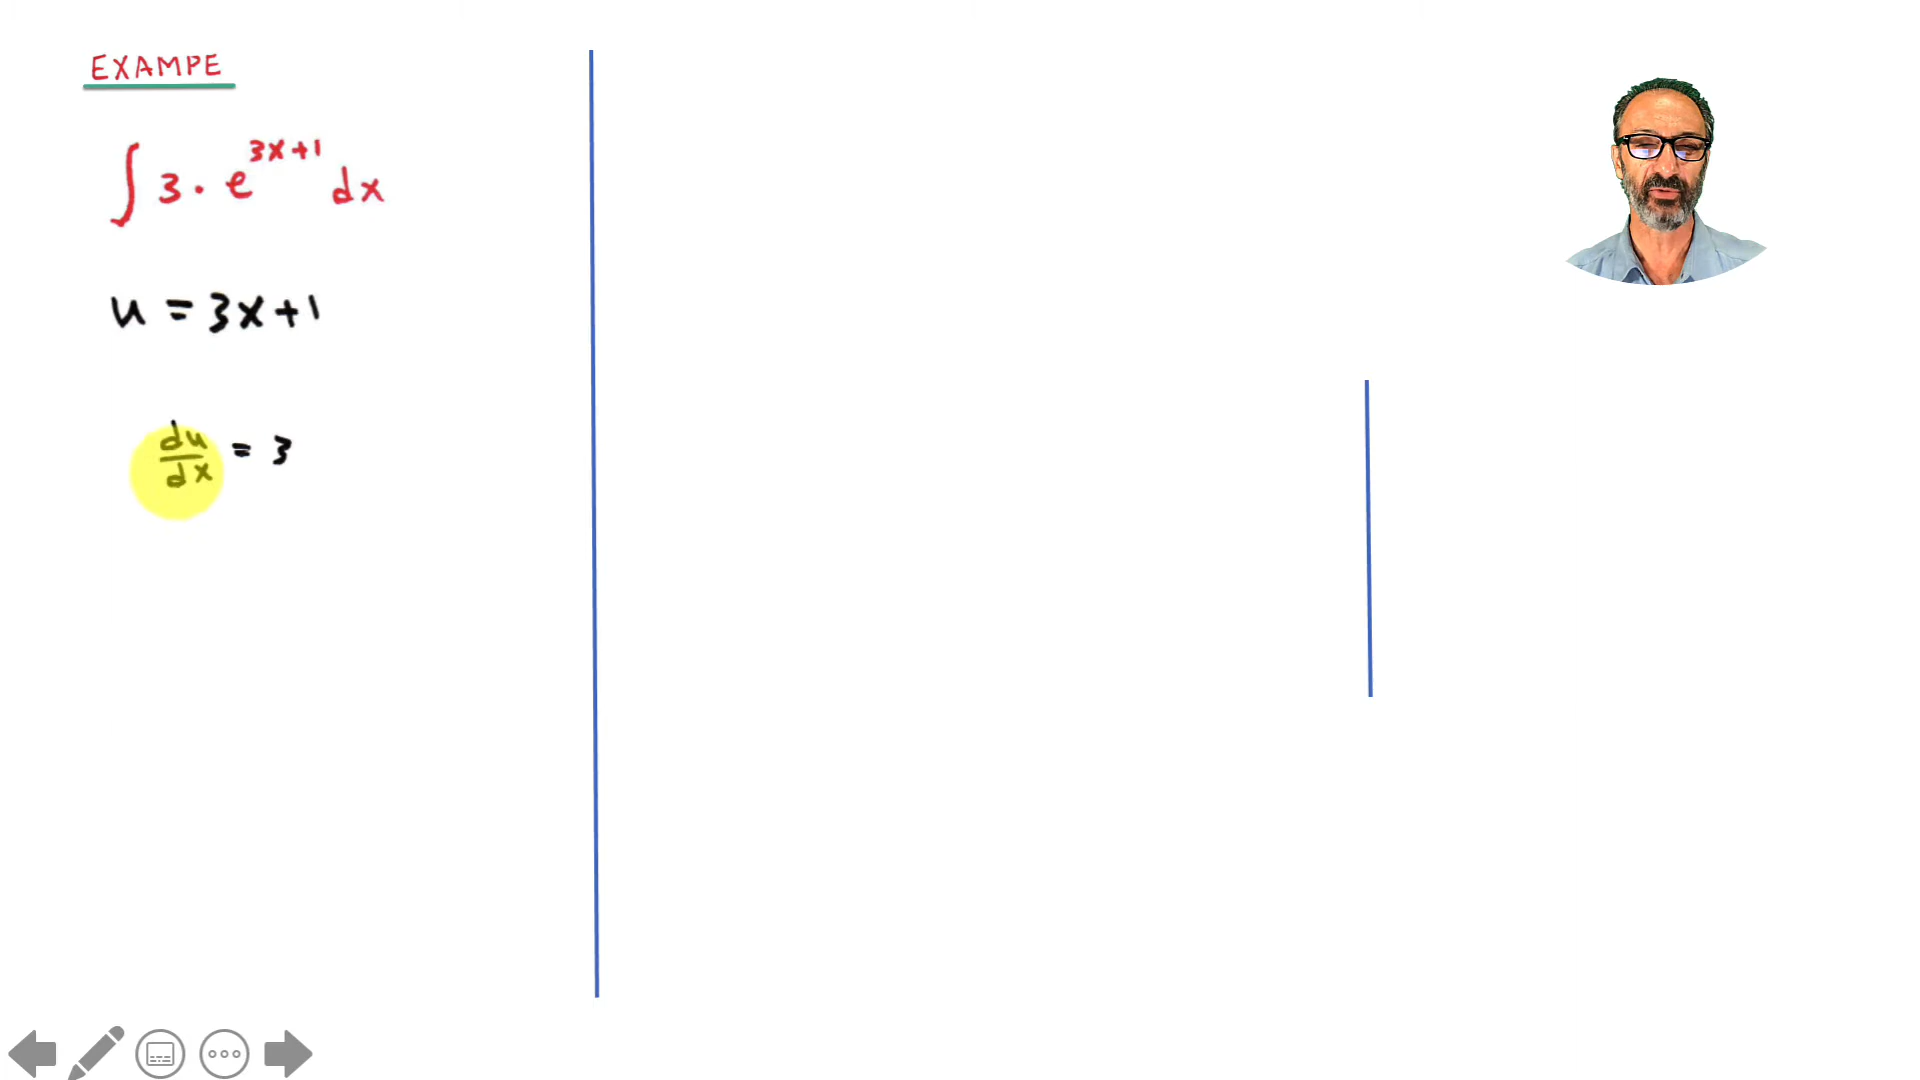 EXAMPE
∫ 3 · e^{3x+1} dx
u = 3x+1
du/dx = 3